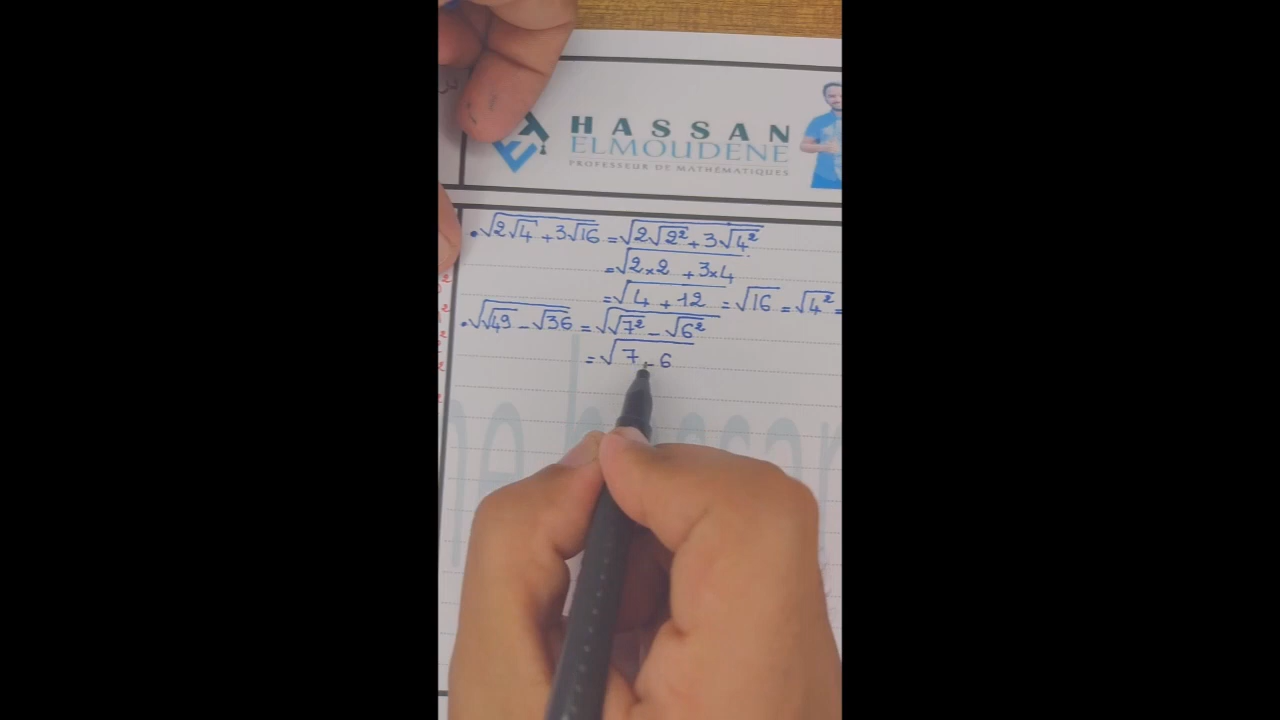 HASSAN
ELMOUDENE
PROFESSEUR DE MATHÉMATIQUES
• √(2√4 + 3√16) = √(2√2² + 3√4²)
= √(2×2 + 3×4)
= √(4 + 12) = √16 = √4² =
• √(√49 - √36) = √(√7² - √6²)
= √(7 - 6)